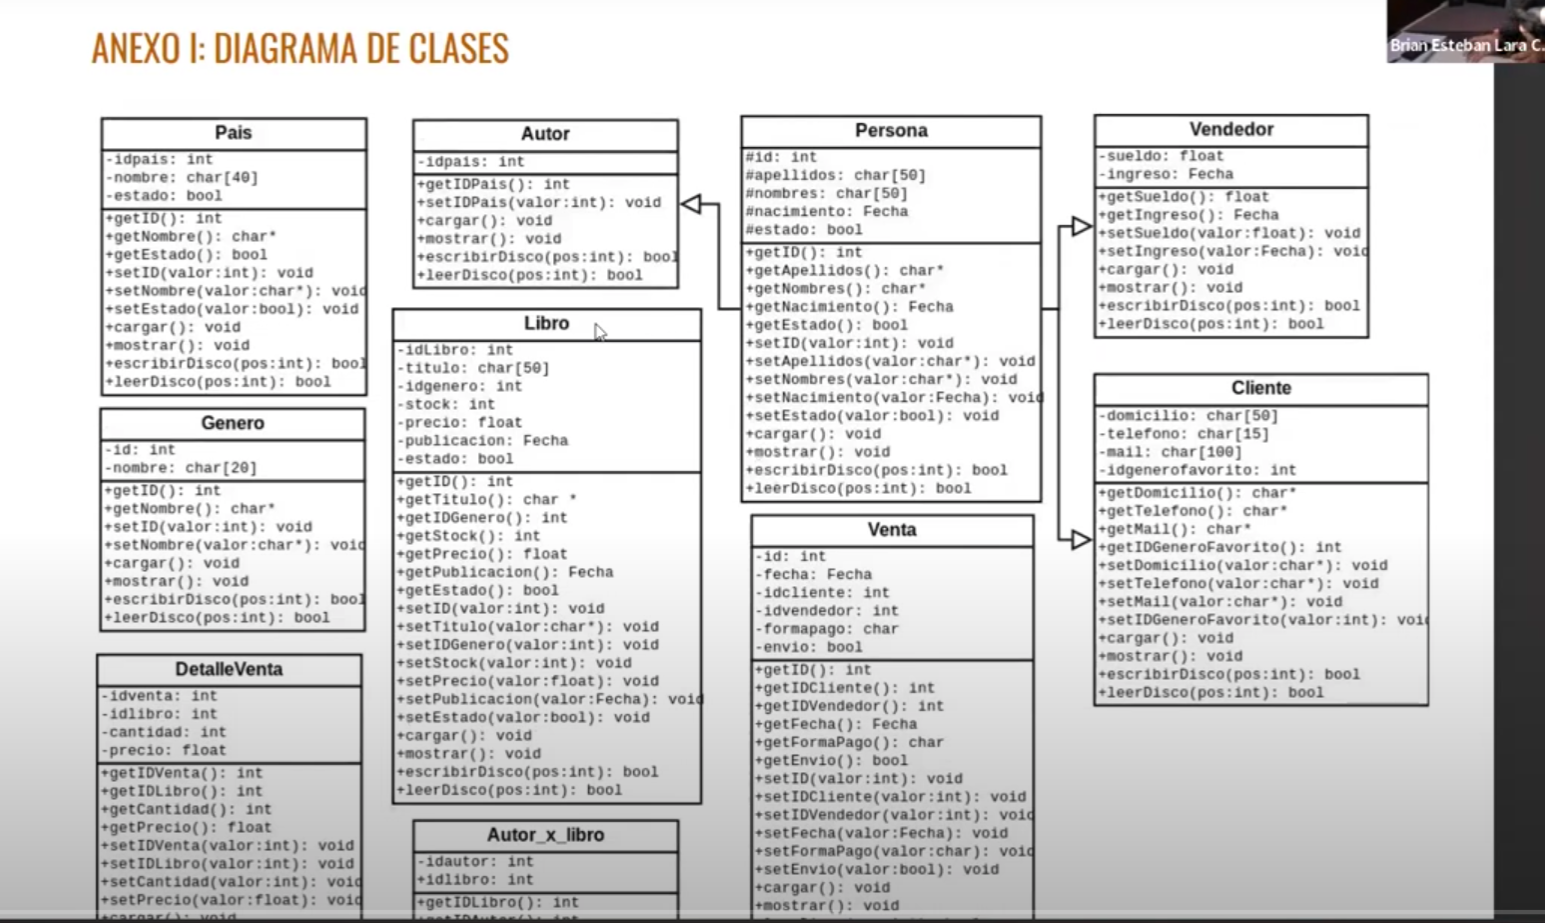 ANEXO I: DIAGRAMA DE CLASES
Brian Esteban Lara C.
Pais
-idpais: int
-nombre: char[40]
-estado: bool
+getID(): int
+getNombre(): char*
+getEstado(): bool
+setID(valor:int): void
+setNombre(valor:char*): void
+setEstado(valor:bool): void
+cargar(): void
+mostrar(): void
+escribirDisco(pos:int): bool
+leerDisco(pos:int): bool
Genero
-id: int
-nombre: char[20]
+getID(): int
+getNombre(): char*
+setID(valor:int): void
+setNombre(valor:char*): void
+cargar(): void
+mostrar(): void
+escribirDisco(pos:int): bool
+leerDisco(pos:int): bool
DetalleVenta
-idventa: int
-idlibro: int
-cantidad: int
-precio: float
+getIDVenta(): int
+getIDLibro(): int
+getCantidad(): int
+getPrecio(): float
+setIDVenta(valor:int): void
+setIDLibro(valor:int): void
+setCantidad(valor:int): void
+setPrecio(valor:float): void
+cargar(): void
Autor
-idpais: int
+getIDPais(): int
+setIDPais(valor:int): void
+cargar(): void
+mostrar(): void
+escribirDisco(pos:int): bool
+leerDisco(pos:int): bool
Libro
-idLibro: int
-titulo: char[50]
-idgenero: int
-stock: int
-precio: float
-publicacion: Fecha
-estado: bool
+getID(): int
+getTitulo(): char *
+getIDGenero(): int
+getStock(): int
+getPrecio(): float
+getPublicacion(): Fecha
+getEstado(): bool
+setID(valor:int): void
+setTitulo(valor:char*): void
+setIDGenero(valor:int): void
+setStock(valor:int): void
+setPrecio(valor:float): void
+setPublicacion(valor:Fecha): void
+setEstado(valor:bool): void
+cargar(): void
+mostrar(): void
+escribirDisco(pos:int): bool
+leerDisco(pos:int): bool
Autor_x_libro
-idautor: int
+idlibro: int
+getIDLibro(): int
+getIDAutor(): int
Persona
#id: int
#apellidos: char[50]
#nombres: char[50]
#nacimiento: Fecha
#estado: bool
+getID(): int
+getApellidos(): char*
+getNombres(): char*
+getNacimiento(): Fecha
+getEstado(): bool
+setID(valor:int): void
+setApellidos(valor:char*): void
+setNombres(valor:char*): void
+setNacimiento(valor:Fecha): void
+setEstado(valor:bool): void
+cargar(): void
+mostrar(): void
+escribirDisco(pos:int): bool
+leerDisco(pos:int): bool
Venta
-id: int
-fecha: Fecha
-idcliente: int
-idvendedor: int
-formapago: char
-envio: bool
+getID(): int
+getIDCliente(): int
+getIDVendedor(): int
+getFecha(): Fecha
+getFormaPago(): char
+getEnvio(): bool
+setID(valor:int): void
+setIDCliente(valor:int): void
+setIDVendedor(valor:int): void
+setFecha(valor:Fecha): void
+setFormaPago(valor:char): void
+setEnvio(valor:bool): void
+cargar(): void
+mostrar(): void
Vendedor
-sueldo: float
-ingreso: Fecha
+getSueldo(): float
+getIngreso(): Fecha
+setSueldo(valor:float): void
+setIngreso(valor:Fecha): void
+cargar(): void
+mostrar(): void
+escribirDisco(pos:int): bool
+leerDisco(pos:int): bool
Cliente
-domicilio: char[50]
-telefono: char[15]
-mail: char[100]
-idgenerofavorito: int
+getDomicilio(): char*
+getTelefono(): char*
+getMail(): char*
+getIDGeneroFavorito(): int
+setDomicilio(valor:char*): void
+setTelefono(valor:char*): void
+setMail(valor:char*): void
+setIDGeneroFavorito(valor:int): void
+cargar(): void
+mostrar(): void
+escribirDisco(pos:int): bool
+leerDisco(pos:int): bool